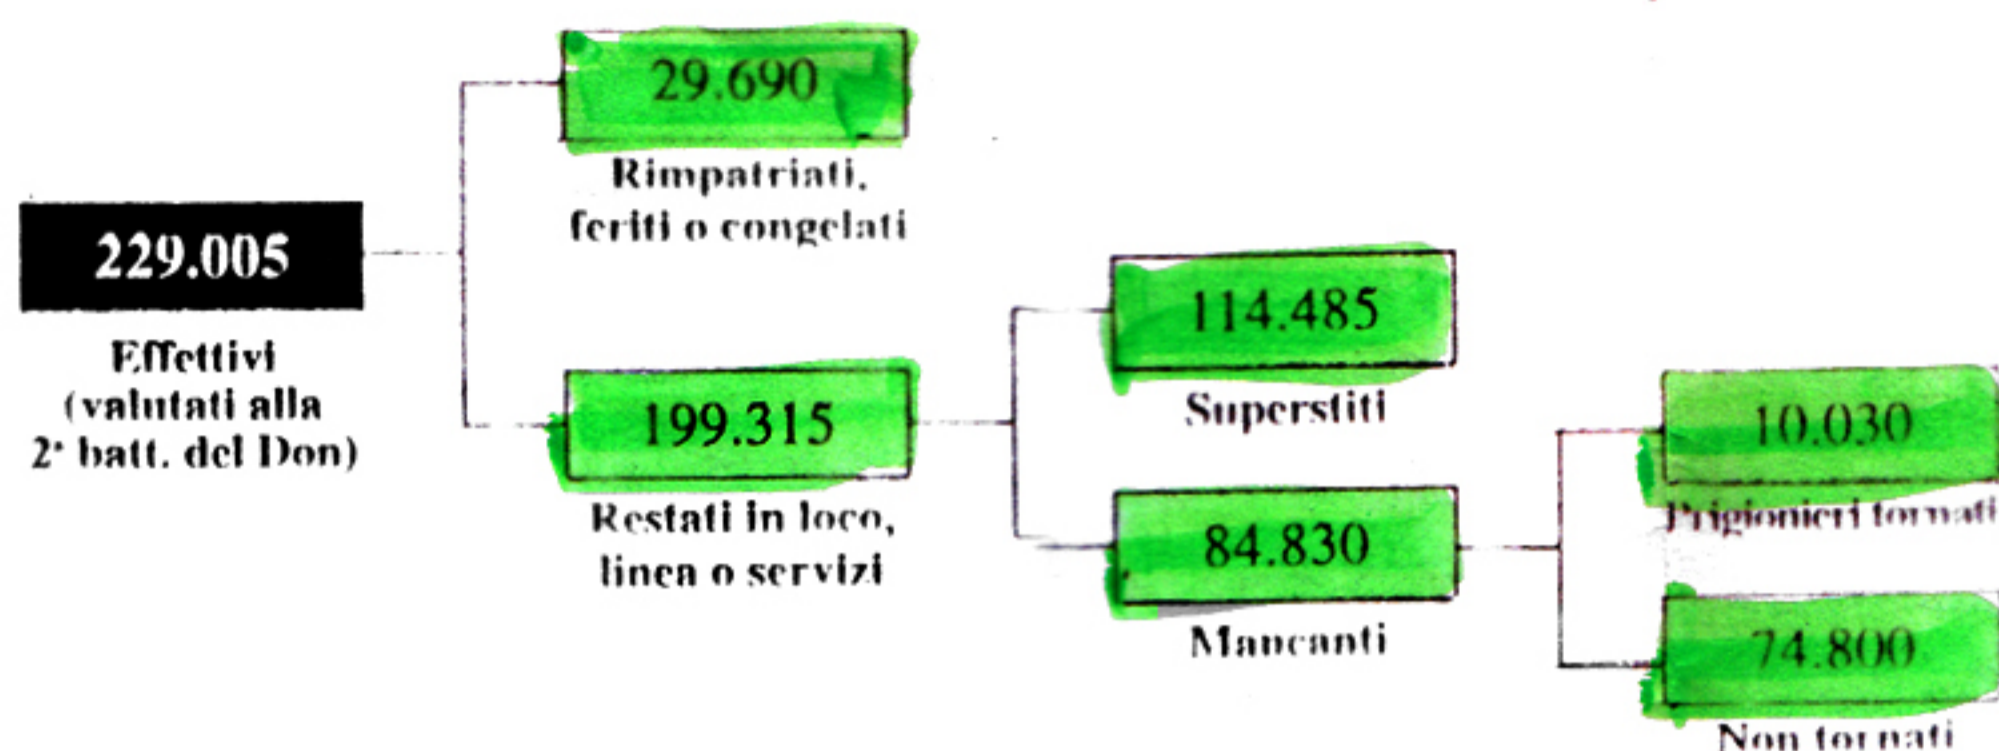 29.690
Rimpatriati,
feriti o congelati
229.005
Effettivi
(valutati alla
2ª batt. del Don)
114.485
Superstiti
199.315
Restati in loco,
linea o servizi
10.030
Prigionieri tornati
84.830
Mancanti
74.800
Non tornati